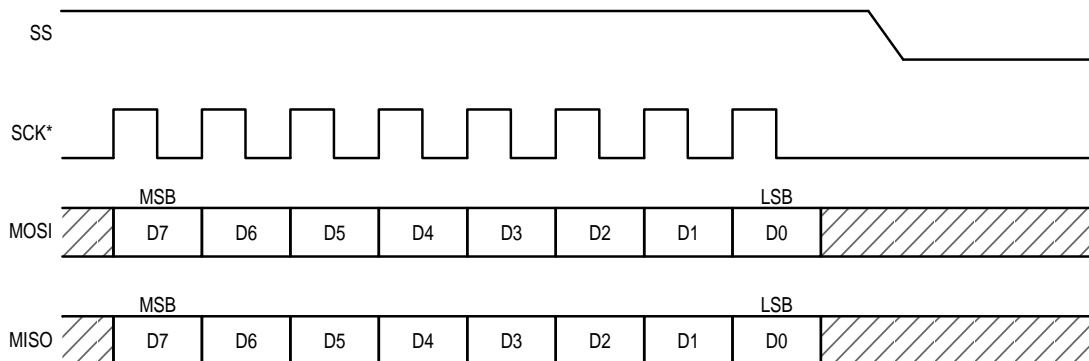 SS
SCK*
MSB LSB
MOSI D7 D6 D5 D4 D3 D2 D1 D0
MSB LSB
MISO D7 D6 D5 D4 D3 D2 D1 D0